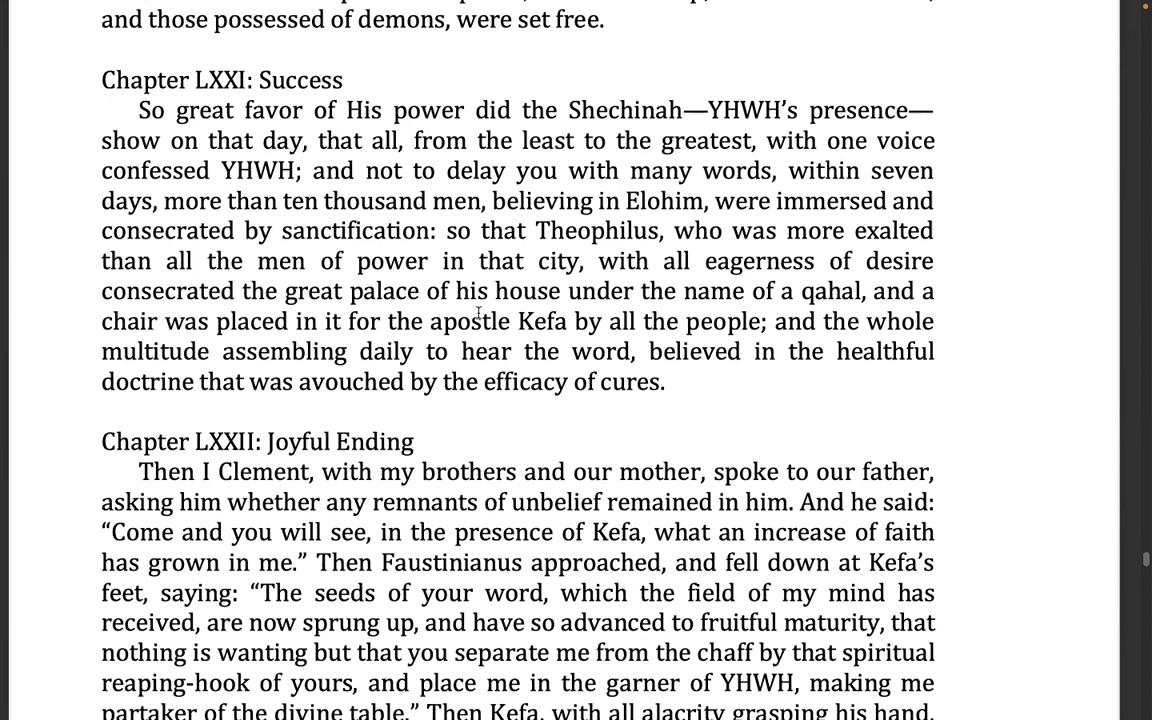 and those possessed of demons, were set free.
Chapter LXXI: Success
So great favor of His power did the Shechinah—YHWH’s presence—
show on that day, that all, from the least to the greatest, with one voice
confessed YHWH; and not to delay you with many words, within seven
days, more than ten thousand men, believing in Elohim, were immersed and
consecrated by sanctification: so that Theophilus, who was more exalted
than all the men of power in that city, with all eagerness of desire
consecrated the great palace of his house under the name of a qahal, and a
chair was placed in it for the apostle Kefa by all the people; and the whole
multitude assembling daily to hear the word, believed in the healthful
doctrine that was avouched by the efficacy of cures.
Chapter LXXII: Joyful Ending
Then I Clement, with my brothers and our mother, spoke to our father,
asking him whether any remnants of unbelief remained in him. And he said:
“Come and you will see, in the presence of Kefa, what an increase of faith
has grown in me.” Then Faustinianus approached, and fell down at Kefa’s
feet, saying: “The seeds of your word, which the field of my mind has
received, are now sprung up, and have so advanced to fruitful maturity, that
nothing is wanting but that you separate me from the chaff by that spiritual
reaping-hook of yours, and place me in the garner of YHWH, making me
partaker of the divine table.” Then Kefa, with all alacrity grasping his hand,